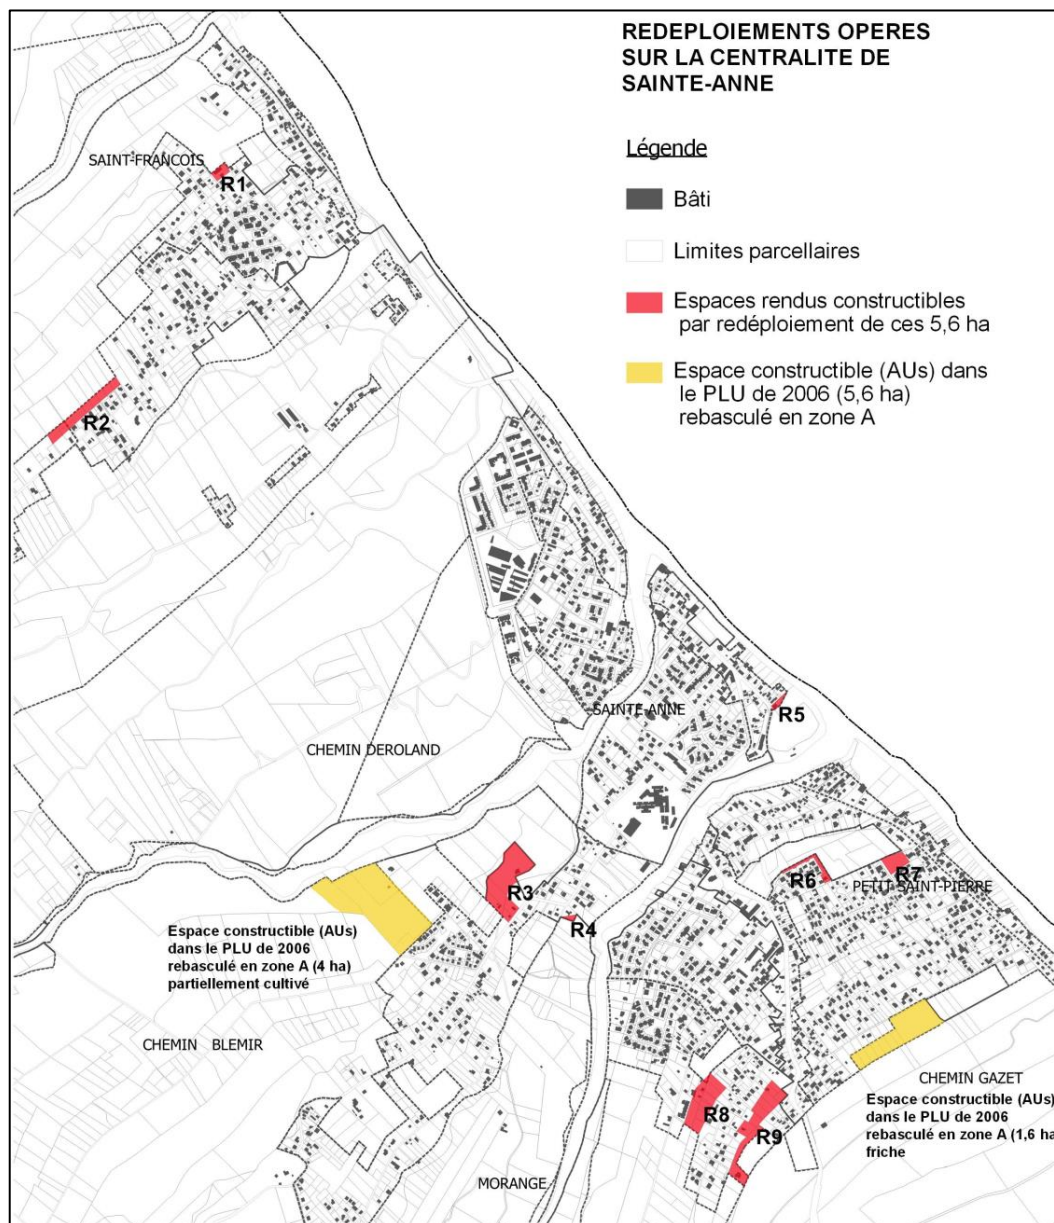 REDEPLOIEMENTS OPERES
SUR LA CENTRALITE DE
SAINTE-ANNE
Légende
Bâti
Limites parcellaires
Espaces rendus constructibles
par redéploiement de ces 5,6 ha
Espace constructible (AUs) dans
le PLU de 2006 (5,6 ha)
rebasculé en zone A
SAINT-FRANCOIS
R1
R2
SAINTE-ANNE
R5
CHEMIN DEROLAND
R3
R4
R6
R7
PETIT SAINT-PIERRE
Espace constructible (AUs)
dans le PLU de 2006
rebasculé en zone A (4 ha)
partiellement cultivé
CHEMIN BLEMIR
CHEMIN GAZET
Espace constructible (AUs)
dans le PLU de 2006
rebasculé en zone A (1,6 ha
friche
R8
R9
MORANGE